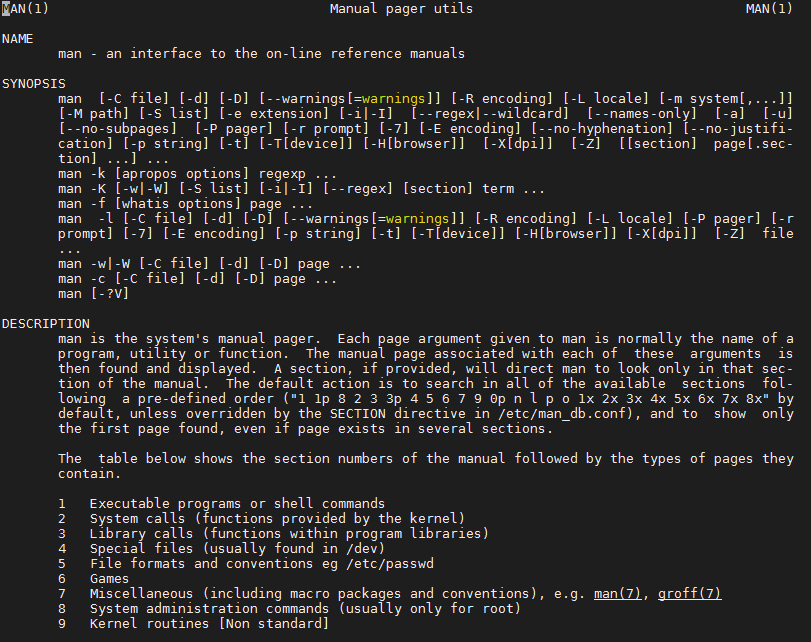 MAN(1) Manual pager utils MAN(1)
NAME
man - an interface to the on-line reference manuals
SYNOPSIS
man [-C file] [-d] [-D] [--warnings[=warnings]] [-R encoding] [-L locale] [-m system[,...]]
[-M path] [-S list] [-e extension] [-i|-I] [--regex|--wildcard] [--names-only] [-a] [-u]
[--no-subpages] [-P pager] [-r prompt] [-7] [-E encoding] [--no-hyphenation] [--no-justifi-
cation] [-p string] [-t] [-T[device]] [-H[browser]] [-X[dpi]] [-Z] [[section] page[.sec-
tion] ...] ...
man -k [apropos options] regexp ...
man -K [-w|-W] [-S list] [-i|-I] [--regex] [section] term ...
man -f [whatis options] page ...
man -l [-C file] [-d] [-D] [--warnings[=warnings]] [-R encoding] [-L locale] [-P pager] [-r
prompt] [-7] [-E encoding] [-p string] [-t] [-T[device]] [-H[browser]] [-X[dpi]] [-Z] file
...
man -w|-W [-C file] [-d] [-D] page ...
man -c [-C file] [-d] [-D] page ...
man [-?V]
DESCRIPTION
man is the system's manual pager. Each page argument given to man is normally the name of a
program, utility or function. The manual page associated with each of these arguments is
then found and displayed. A section, if provided, will direct man to look only in that sec-
tion of the manual. The default action is to search in all of the available sections fol-
lowing a pre-defined order ("1 1p 8 2 3 3p 4 5 6 7 9 0p n l p o 1x 2x 3x 4x 5x 6x 7x 8x" by
default, unless overridden by the SECTION directive in /etc/man_db.conf), and to show only
the first page found, even if page exists in several sections.
The table below shows the section numbers of the manual followed by the types of pages they
contain.
1 Executable programs or shell commands
2 System calls (functions provided by the kernel)
3 Library calls (functions within program libraries)
4 Special files (usually found in /dev)
5 File formats and conventions eg /etc/passwd
6 Games
7 Miscellaneous (including macro packages and conventions), e.g. man(7), groff(7)
8 System administration commands (usually only for root)
9 Kernel routines [Non standard]